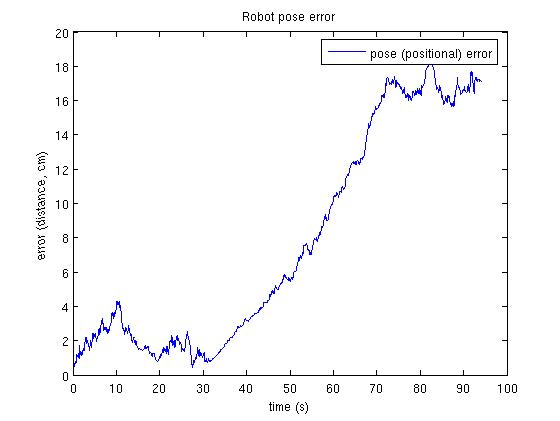 Robot pose error
pose (positional) error
error (distance, cm)
20
18
16
14
12
10
8
6
4
2
0
0 10 20 30 40 50 60 70 80 90 100
time (s)